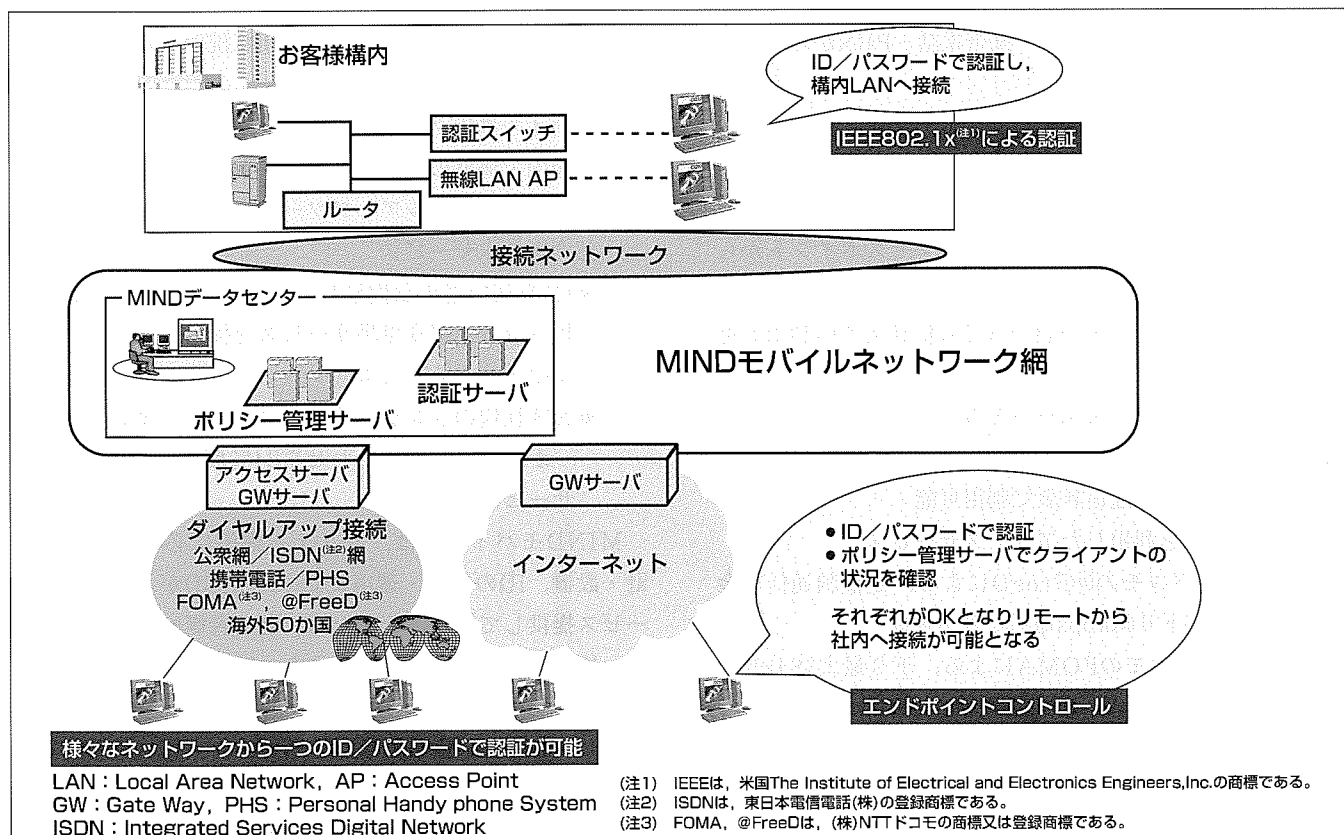 お客様構内
ID／パスワードで認証し，
構内LANへ接続
IEEE802.1x(注1)による認証
認証スイッチ
無線LAN AP
ルータ
接続ネットワーク
MINDデータセンター
MINDモバイルネットワーク網
認証サーバ
ポリシー管理サーバ
アクセスサーバ
GWサーバ
ダイヤルアップ接続
公衆網／ISDN(注2)網
携帯電話／PHS
FOMA(注3)，@FreeD(注3)
海外50か国
GWサーバ
インターネット
●ID／パスワードで認証
●ポリシー管理サーバでクライアントの
状況を確認
それぞれがOKとなりリモートから
社内へ接続が可能となる
エンドポイントコントロール
様々なネットワークから一つのID／パスワードで認証が可能
LAN：Local Area Network，AP：Access Point
GW：Gate Way，PHS：Personal Handy phone System
ISDN：Integrated Services Digital Network
(注1) IEEEは，米国The Institute of Electrical and Electronics Engineers,Inc.の商標である。
(注2) ISDNは，東日本電信電話(株)の登録商標である。
(注3) FOMA，@FreeDは，(株)NTTドコモの商標又は登録商標である。